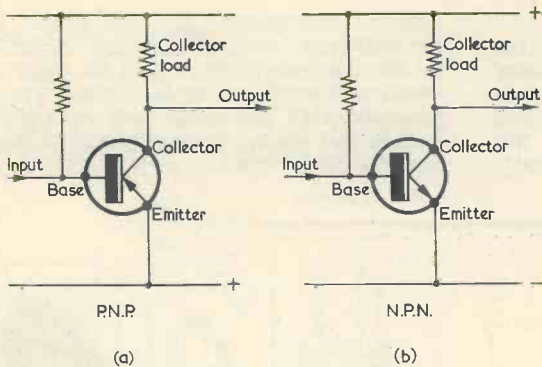 −
Collector
load
Output
Collector
Input
Base
Emitter
+
P.N.P.
(a)
+
Collector
load
Output
Collector
Input
Base
Emitter
−
N.P.N.
(b)